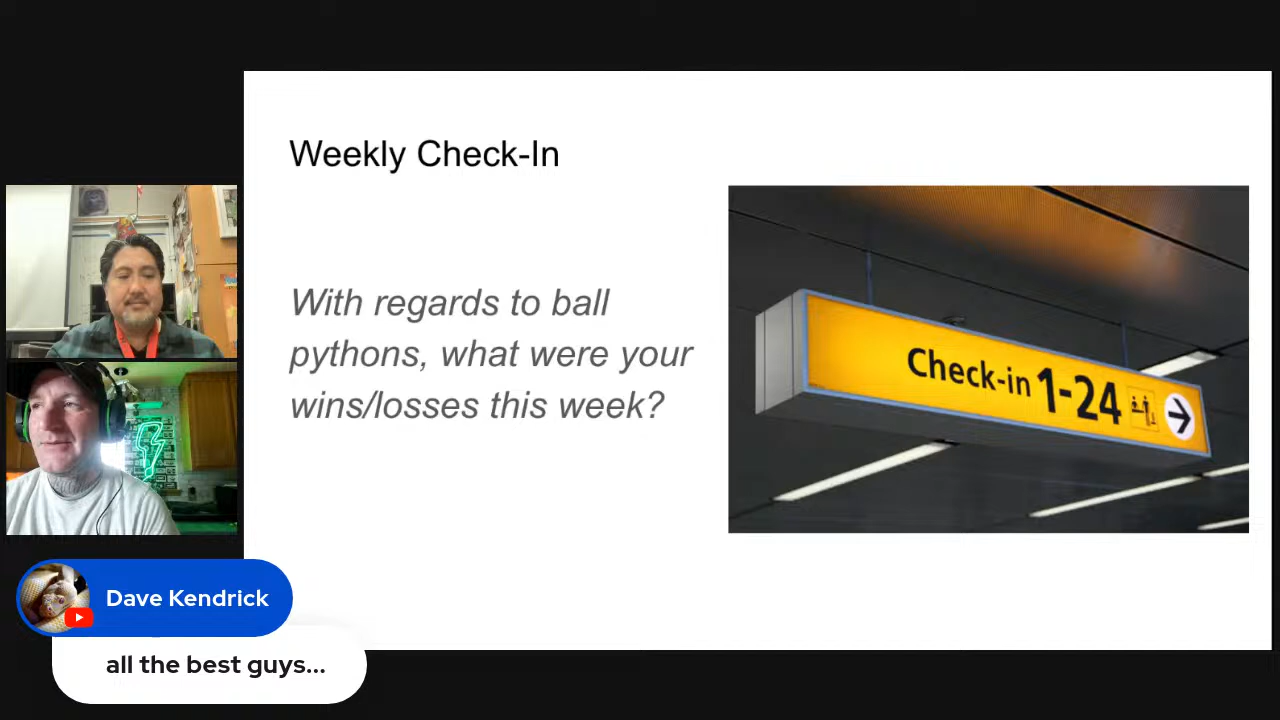 Weekly Check-In
With regards to ball
pythons, what were your
wins/losses this week?
Check-in 1-24
Dave Kendrick
all the best guys...